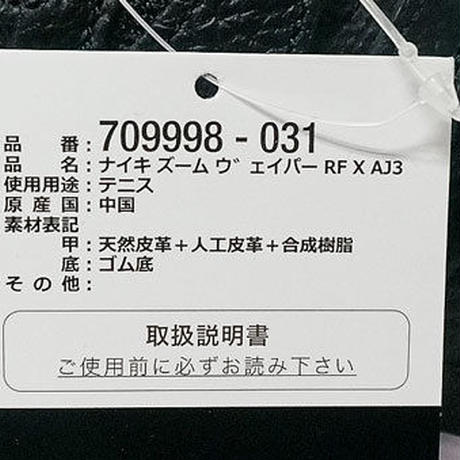 品番：709998 - 031
品名：ナイキ ズーム ヴェイパー RF X AJ3
使用用途：テニス
原産国：中国
素材表記
甲：天然皮革＋人工皮革＋合成樹脂
底：ゴム底
その他：
取扱説明書
ご使用前に必ずお読み下さい